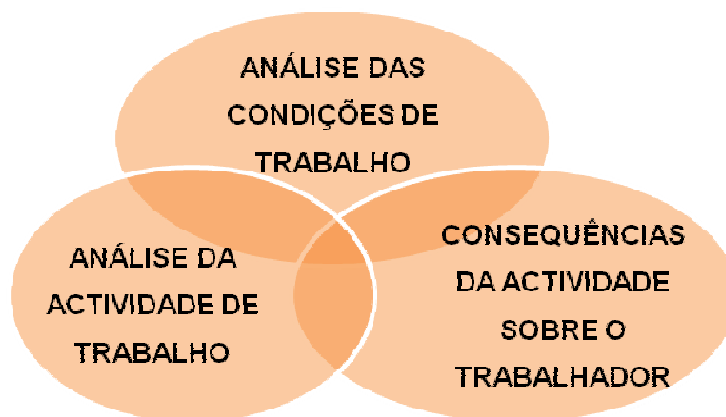 ANÁLISE DAS
CONDIÇÕES DE
TRABALHO
ANÁLISE DA
ACTIVIDADE DE
TRABALHO
CONSEQUÊNCIAS
DA ACTIVIDADE
SOBRE O
TRABALHADOR